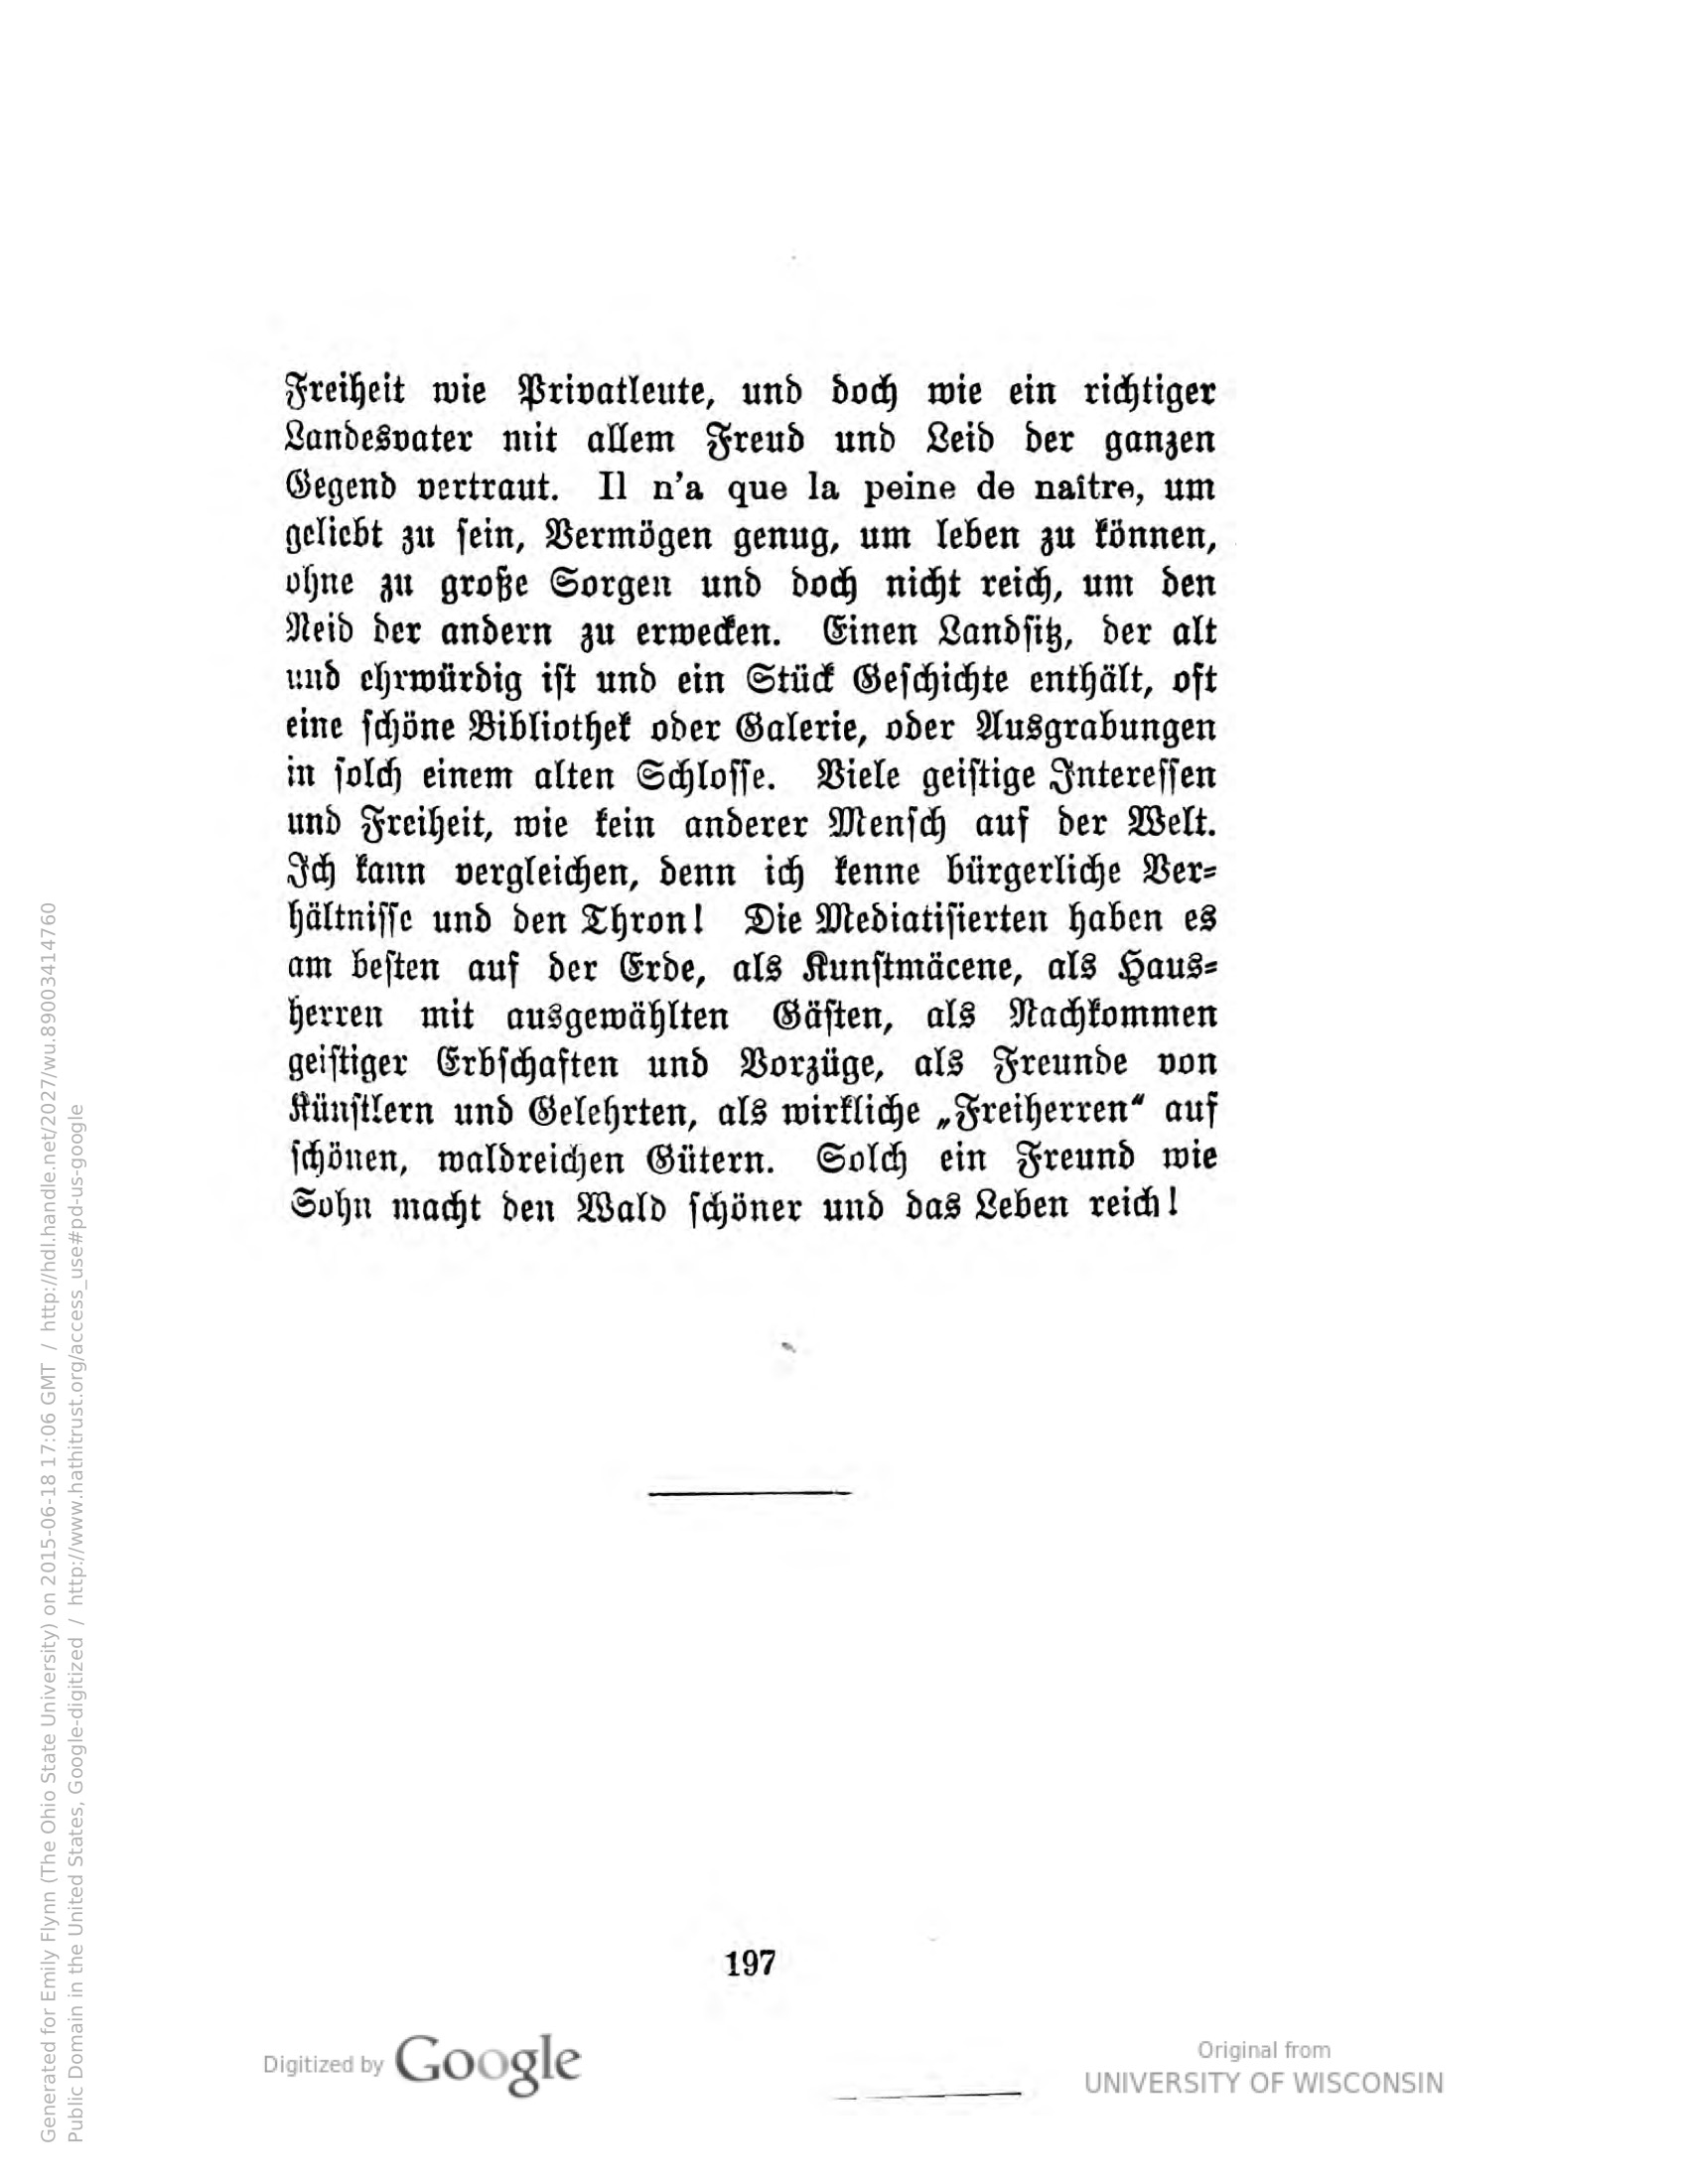 Freiheit wie Privatleute, und doch wie ein richtiger
Landesvater mit allem Freud und Leid der ganzen
Gegend vertraut. Il n'a que la peine de naître, um
geliebt zu sein, Vermögen genug, um leben zu können,
ohne zu große Sorgen und doch nicht reich, um den
Neid der andern zu erwecken. Einen Landsitz, der alt
und ehrwürdig ist und ein Stück Geschichte enthält, oft
eine schöne Bibliothek oder Galerie, oder Ausgrabungen
in solch einem alten Schlosse. Viele geistige Interessen
und Freiheit, wie kein anderer Mensch auf der Welt.
Ich kann vergleichen, denn ich kenne bürgerliche Ver-
hältnisse und den Thron! Die Mediatisierten haben es
am besten auf der Erde, als Kunstmäcene, als Haus-
herren mit ausgewählten Gästen, als Nachkommen
geistiger Erbschaften und Vorzüge, als Freunde von
Künstlern und Gelehrten, als wirkliche „Freiherren“ auf
schönen, waldreichen Gütern. Solch ein Freund wie
Sohn macht den Wald schöner und das Leben reich!
197
Digitized by Google
Original from
UNIVERSITY OF WISCONSIN
Generated for Emily Flynn (The Ohio State University) on 2015-06-18 17:06 GMT / http://hdl.handle.net/2027/wu.89003414760
Public Domain in the United States, Google-digitized / http://www.hathitrust.org/access_use#pd-us-google